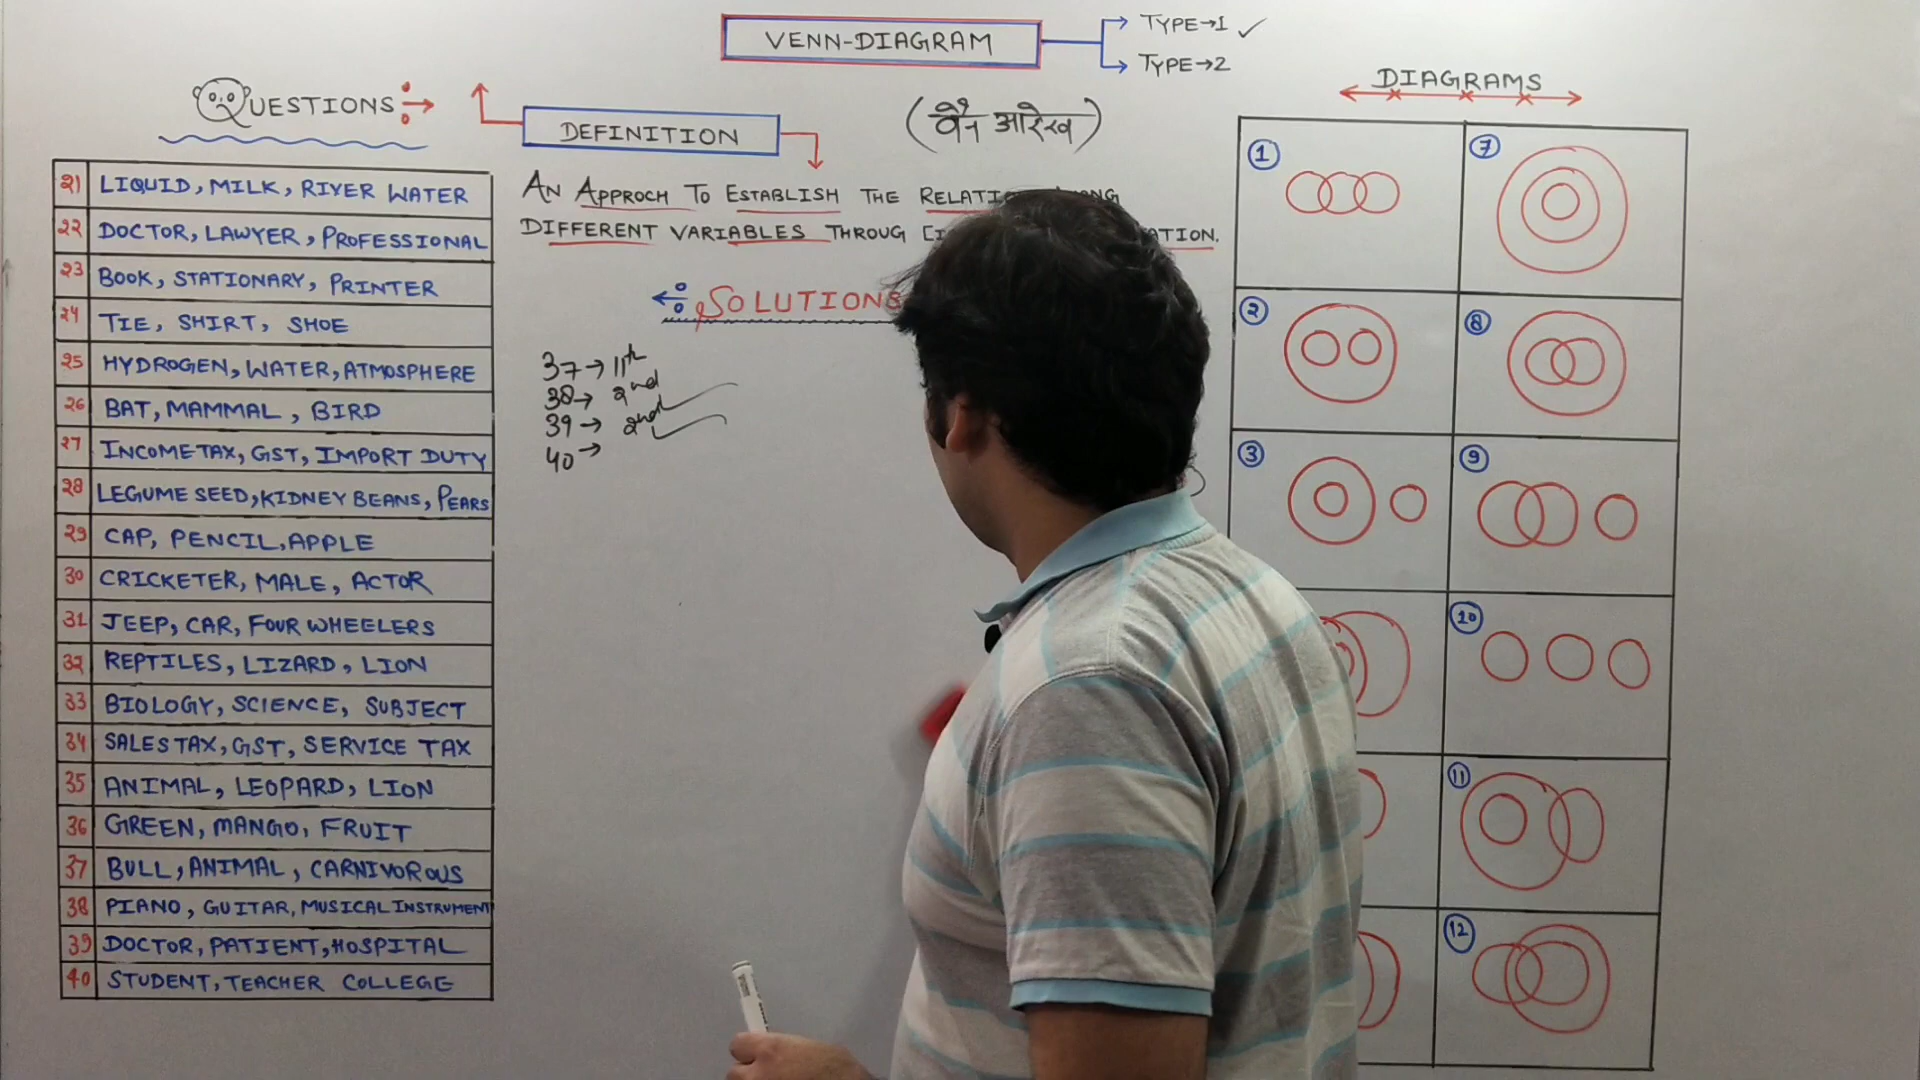 VENN-DIAGRAM
TYPE→1 ✓
TYPE→2
QUESTIONS
DEFINITION
(वैन आरेख)
DIAGRAMS
AN APPROCH TO ESTABLISH THE
DIFFERENT VARIABLES THROUG
SOLUTIONS
37→11th
38→ 2nd
39→ 2nd
40→
21 LIQUID, MILK, RIVER WATER
22 DOCTOR, LAWYER, PROFESSIONAL
23 BOOK, STATIONARY, PRINTER
24 TIE, SHIRT, SHOE
25 HYDROGEN, WATER, ATMOSPHERE
26 BAT, MAMMAL, BIRD
27 INCOME TAX, GST, IMPORT DUTY
28 LEGUME SEED, KIDNEY BEANS, PEARS
29 CAP, PENCIL, APPLE
30 CRICKETER, MALE, ACTOR
31 JEEP, CAR, FOUR WHEELERS
32 REPTILES, LIZARD, LION
33 BIOLOGY, SCIENCE, SUBJECT
34 SALES TAX, GST, SERVICE TAX
35 ANIMAL, LEOPARD, LION
36 GREEN, MANGO, FRUIT
37 BULL, ANIMAL, CARNIVOROUS
38 PIANO, GUITAR, MUSICAL INSTRUMENT
39 DOCTOR, PATIENT, HOSPITAL
40 STUDENT, TEACHER COLLEGE
1
7
2
8
3
9
10
11
12